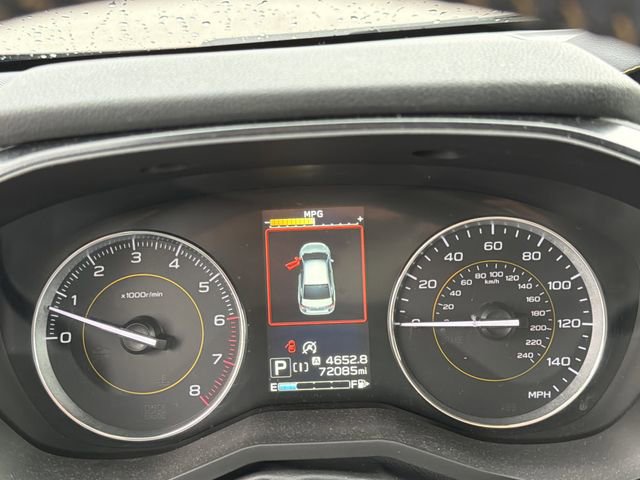 MPG
- +
0 1 2 3 4 5 6 7 8
x1000r/min
P [1] A 4652.8
72085mi
E F
0 20 40 60 80 100 120 140
MPH
20 40 60 80 100 120 140 160 180 200 220 240
km/h